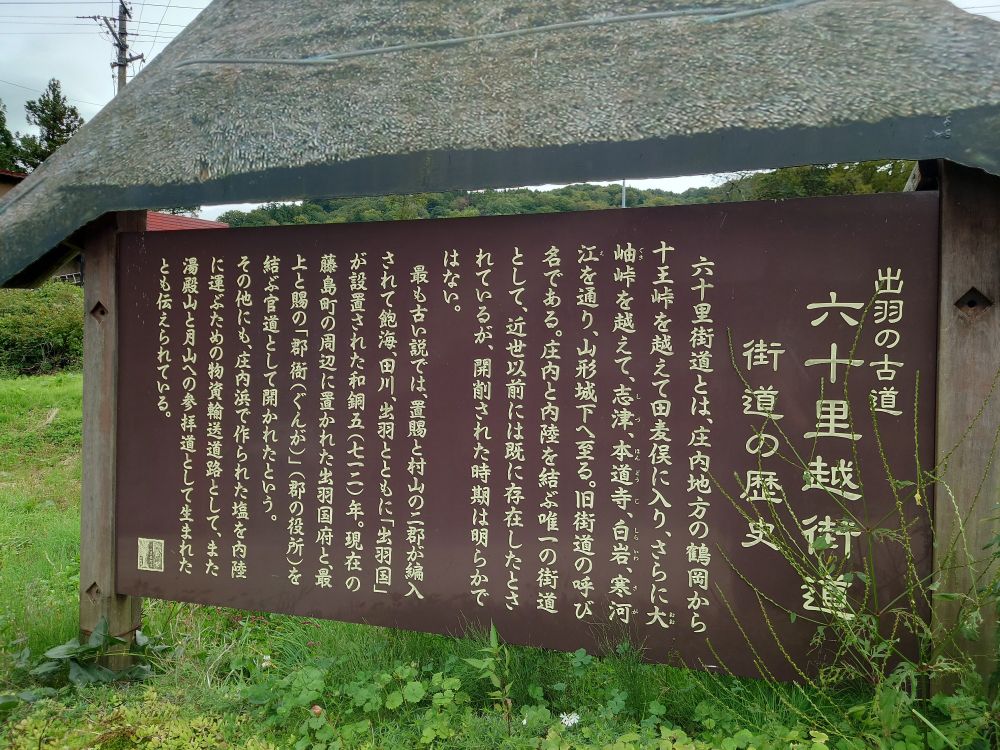 出羽の古道
六十里越街道
街道の歴史
六十里街道とは、庄内地方の鶴岡から
十王峠を越えて田麦俣に入り、さらに大
岫峠を越えて、志津、本道寺、白岩、寒河
江を通り、山形城下へ至る。旧街道の呼び
名である。庄内と内陸を結ぶ唯一の街道
として、近世以前には既に存在したとさ
れているが、開削された時期は明らかで
はない。
最も古い説では、置賜と村山の二郡が編入
されて飽海、田川、出羽とともに「出羽国」
が設置された和銅五(七一二)年。現在の
藤島町の周辺に置かれた出羽国府と、最
上と賜の「郡衙(ぐんが)」(郡の役所)を
結ぶ官道として開かれたという。
その他にも、庄内浜で作られた塩を内陸
に運ぶための物資輸送道路として、また
湯殿山と月山への参拝道として生まれた
とも伝えられている。